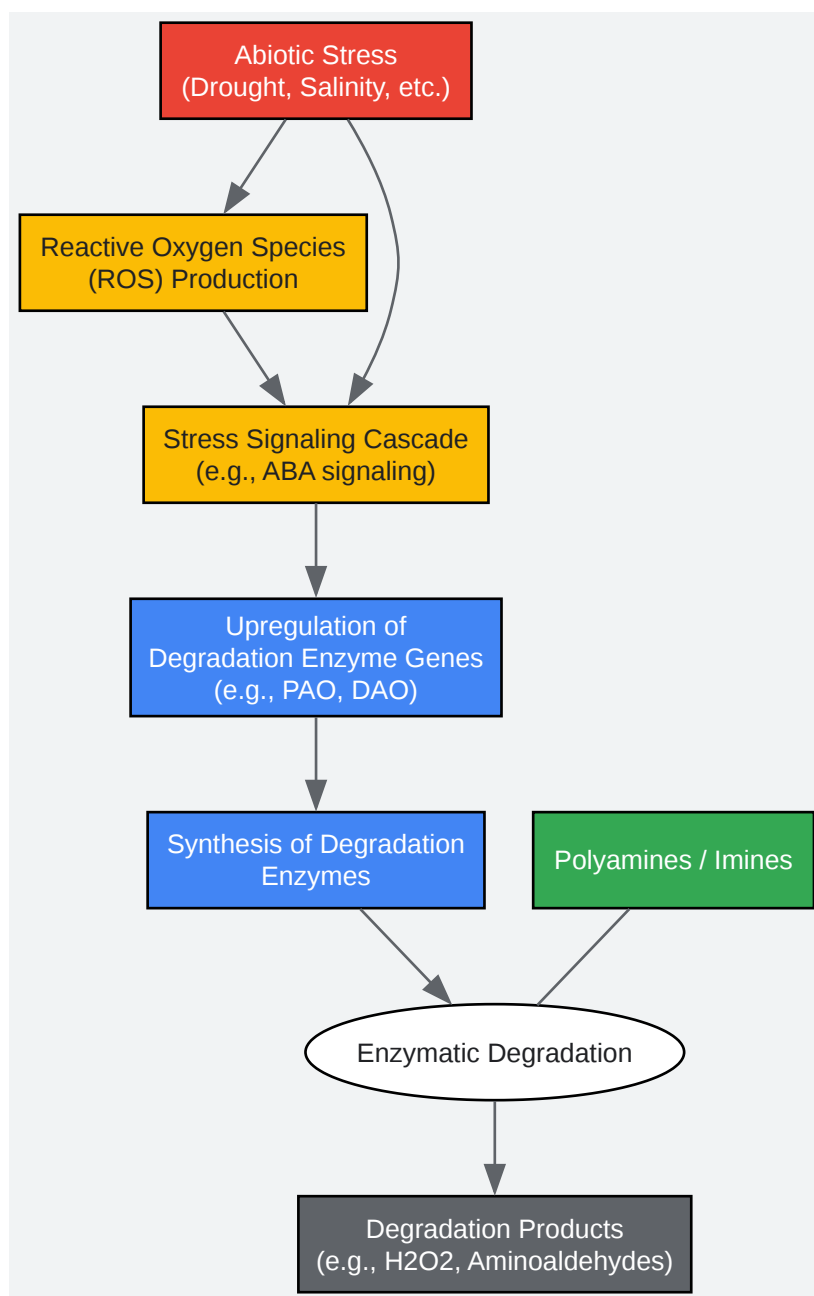 Abiotic Stress
(Drought, Salinity, etc.)
Reactive Oxygen Species
(ROS) Production
Stress Signaling Cascade
(e.g., ABA signaling)
Upregulation of
Degradation Enzyme Genes
(e.g., PAO, DAO)
Synthesis of Degradation
Enzymes
Polyamines / Imines
Enzymatic Degradation
Degradation Products
(e.g., H2O2, Aminoaldehydes)